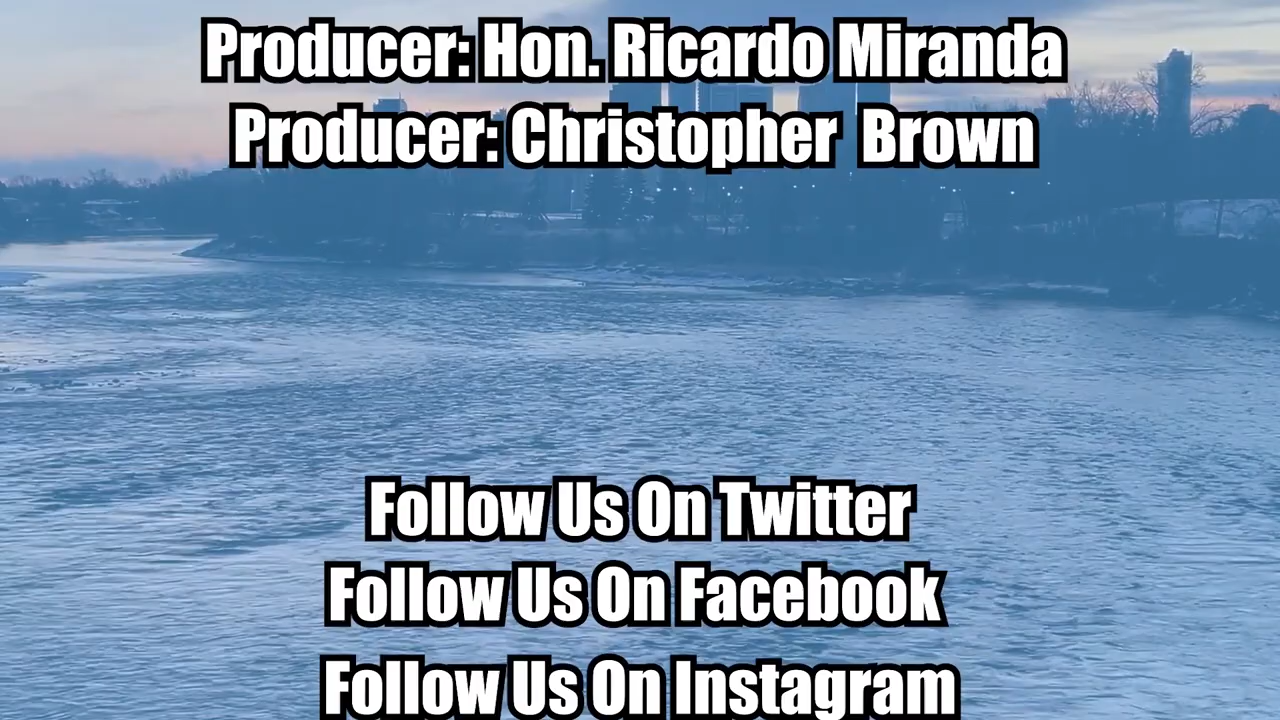 Producer: Hon. Ricardo Miranda
Producer: Christopher Brown
Follow Us On Twitter
Follow Us On Facebook
Follow Us On Instagram